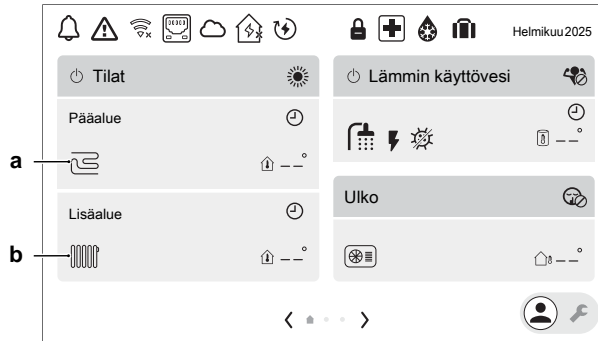 Helmikuu 2025
Tilat
Lämmin käyttövesi
Pääalue
a
--°
--°
Ulko
Lisäalue
b
--°
--°